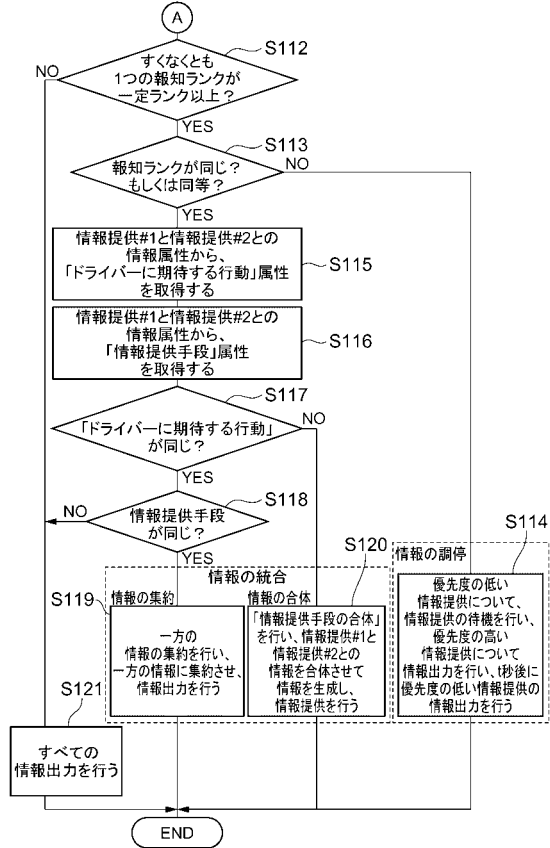 A
S112
すくなくとも
1つの報知ランクが
一定ランク以上?
NO
YES
S113
報知ランクが同じ?
もしくは同等?
NO
YES
情報提供#1と情報提供#2との
情報属性から、
「ドライバーに期待する行動」属性
を取得する
S115
情報提供#1と情報提供#2との
情報属性から、
「情報提供手段」属性
を取得する
S116
S117
「ドライバーに期待する行動」
が同じ?
NO
YES
S118
情報提供手段
が同じ?
NO
YES
情報の統合
S119
情報の集約
一方の
情報の集約を行い、
一方の情報に集約させ、
情報出力を行う
S120
情報の合体
「情報提供手段の合体」
を行い、情報提供#1と
情報提供#2との
情報を合体させて
情報を生成し、
情報提供を行う
S114
情報の調停
優先度の低い
情報提供について、
情報提供の待機を行い、
優先度の高い
情報提供について
情報出力を行い、t秒後に
優先度の低い情報提供の
情報出力を行う
S121
すべての
情報出力を行う
END